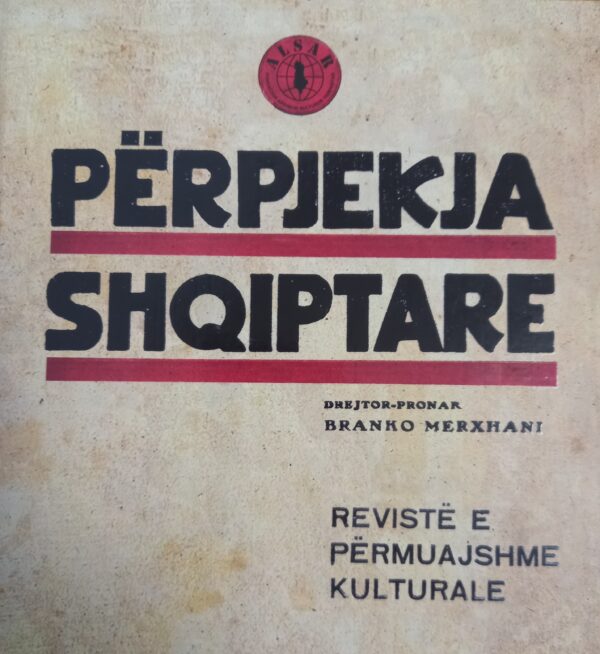 ALSAR
PËRPJEKJA
SHQIPTARE
DREJTOR-PRONAR
BRANKO MERXHANI
REVISTË E
PËRMUAJSHME
KULTURALE